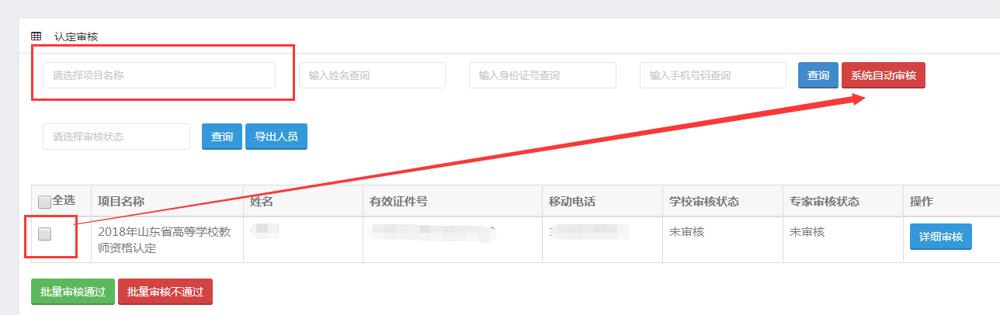 认定审核
请选择项目名称
输入姓名查询
输入身份证号查询
输入手机号码查询
查询
系统自动审核
请选择审核状态
查询
导出人员
全选
项目名称
姓名
有效证件号
移动电话
学校审核状态
专家审核状态
操作
2018年山东省高等学校教
师资格认定
未审核
未审核
详细审核
批量审核通过
批量审核不通过